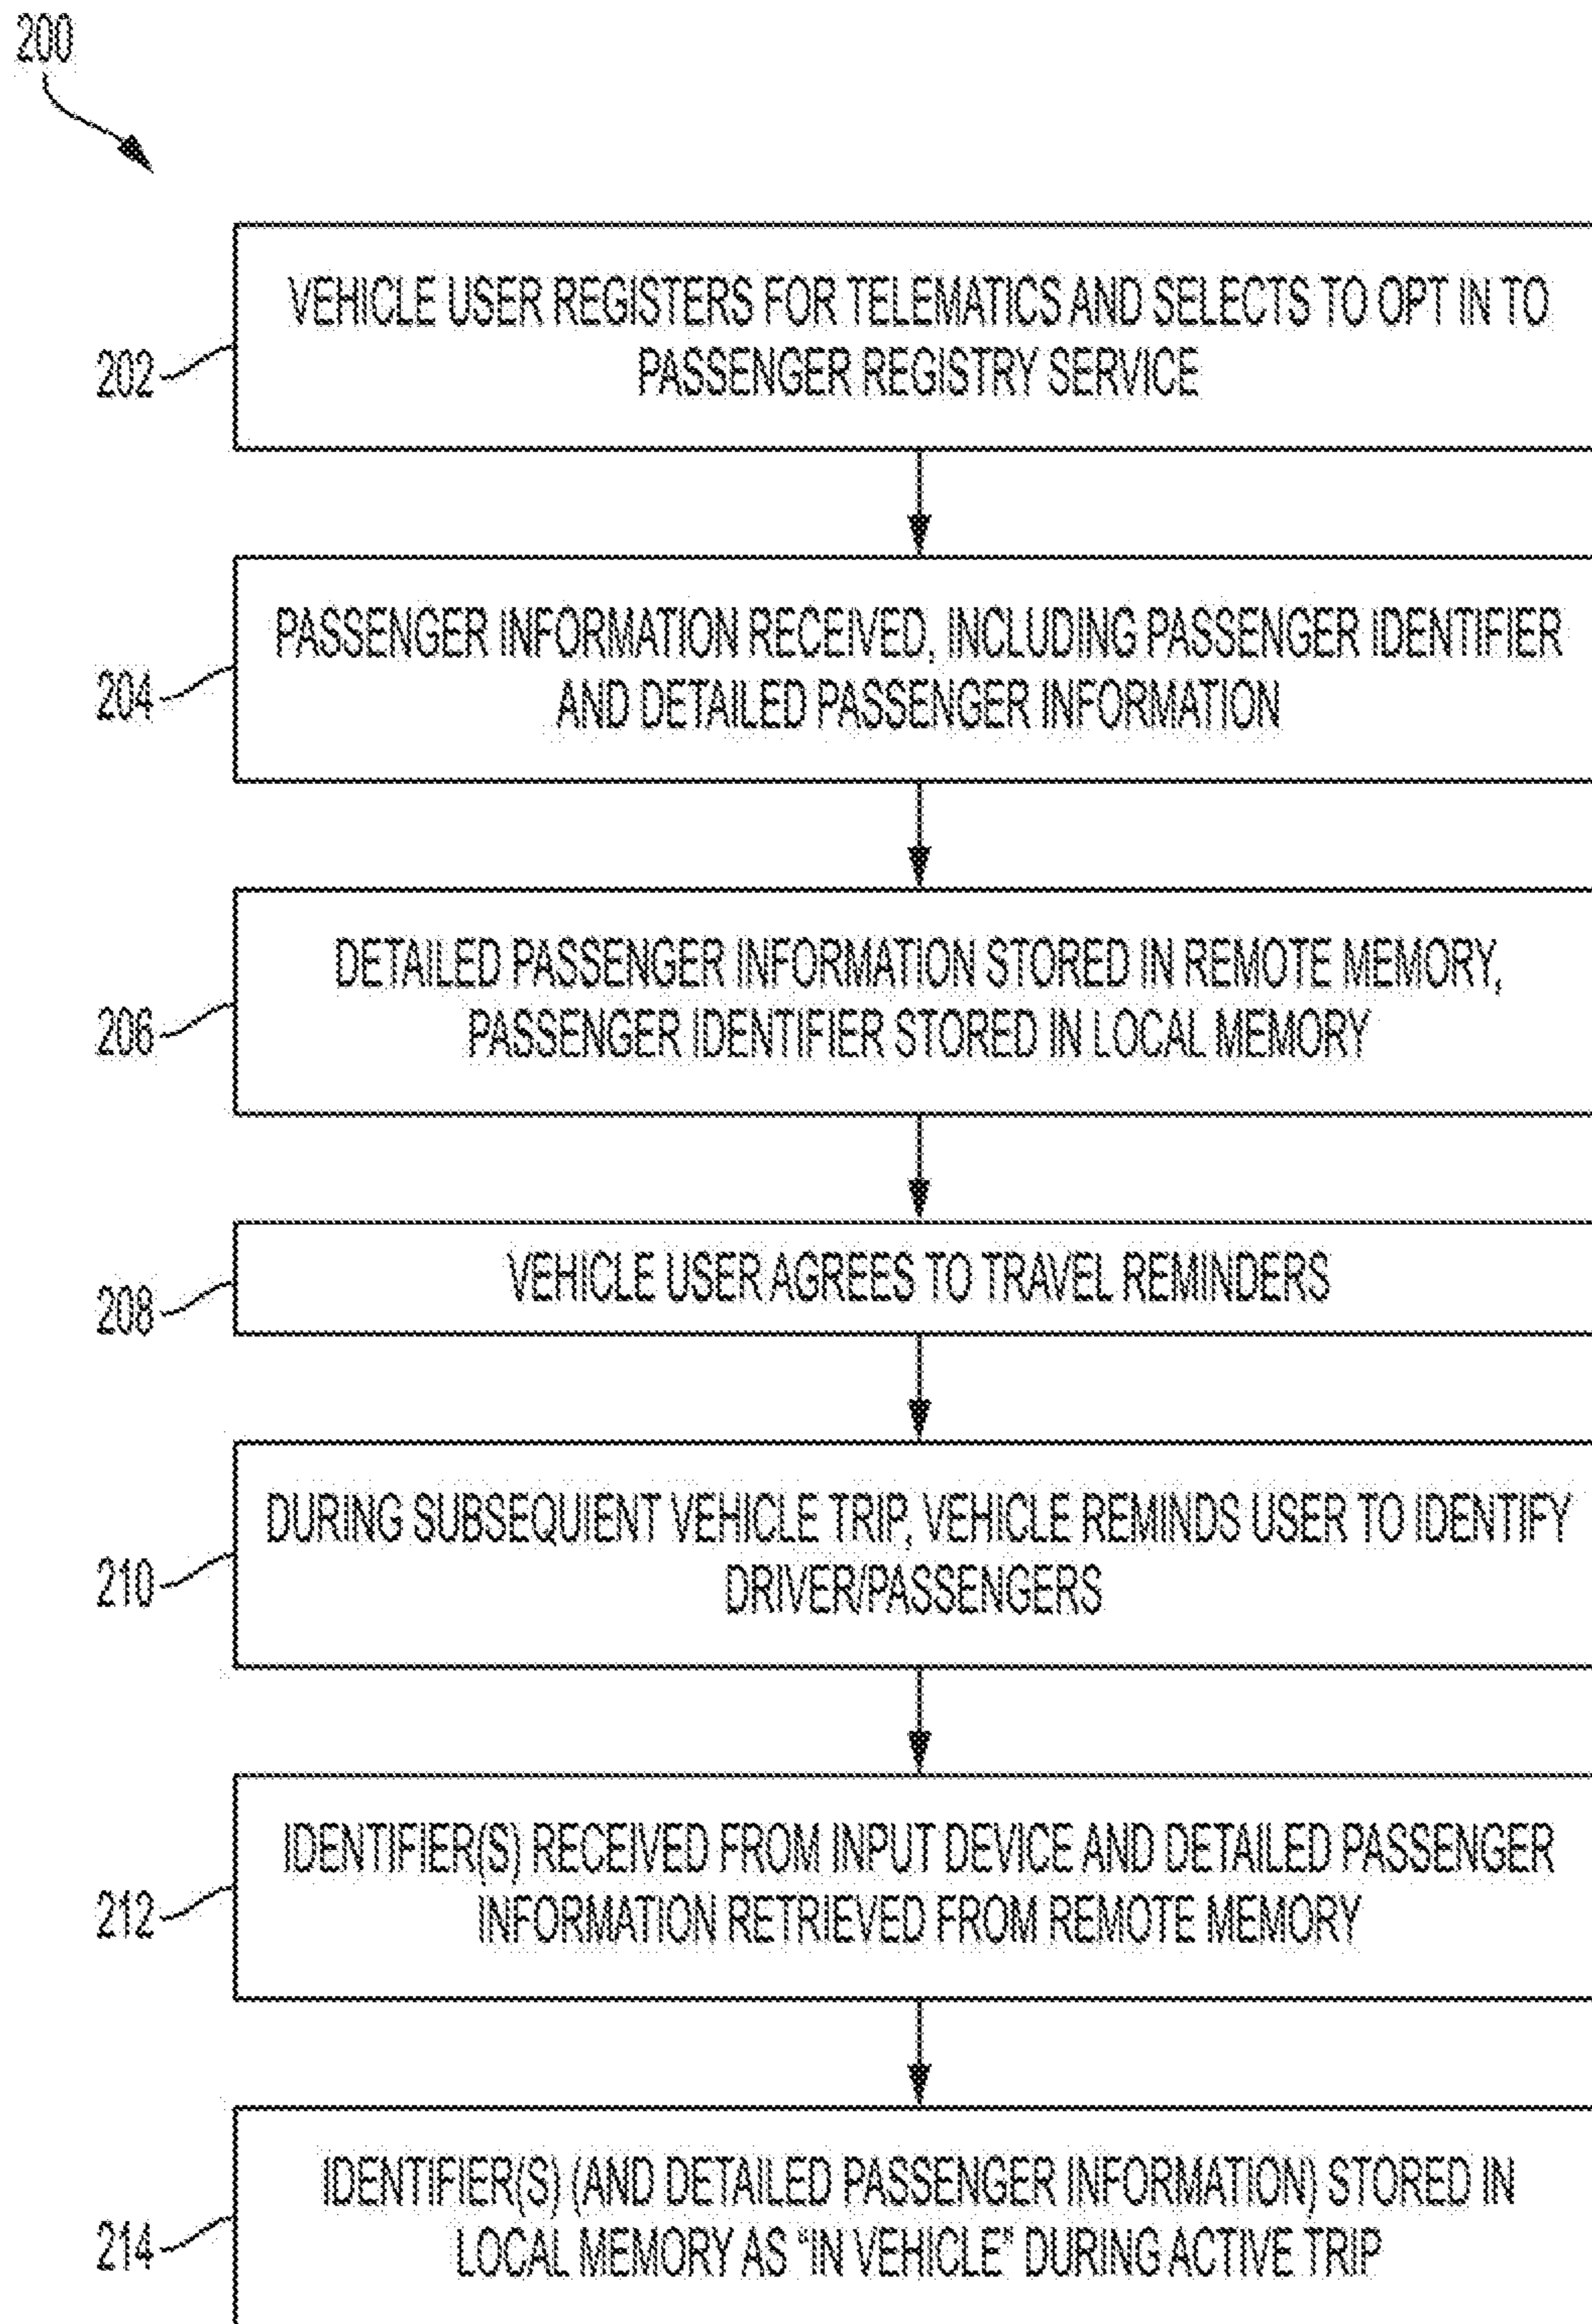 200
202
VEHICLE USER REGISTERS FOR TELEMATICS AND SELECTS TO OPT IN TO
PASSENGER REGISTRY SERVICE
204
PASSENGER INFORMATION RECEIVED, INCLUDING PASSENGER IDENTIFIER
AND DETAILED PASSENGER INFORMATION
206
DETAILED PASSENGER INFORMATION STORED IN REMOTE MEMORY,
PASSENGER IDENTIFIER STORED IN LOCAL MEMORY
208
VEHICLE USER AGREES TO TRAVEL REMINDERS
210
DURING SUBSEQUIENT VEHICLE TRIP, VEHICLE REMINDS USER TO IDENTIFY
DRIVER/PASSENGERS
212
IDENTIFIER(S) RECEIVED FROM INPUT DEVICE AND DETAILED PASSENGER
INFORMATION RETRIEVED FROM REMOTE MEMORY
214
IDENTIFIER(S) (AND DETAILED PASSENGER INFORMATION) STORED IN
LOCAL MEMORY AS “IN VEHICLE” DURING ACTIVE TRIP